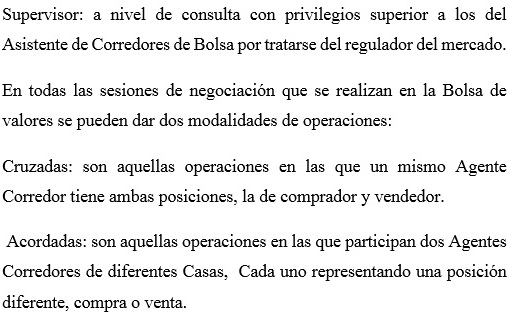 Supervisor: a nivel de consulta con privilegios superior a los del
Asistente de Corredores de Bolsa por tratarse del regulador del mercado.
En todas las sesiones de negociación que se realizan en la Bolsa de
valores se pueden dar dos modalidades de operaciones:
Cruzadas: son aquellas operaciones en las que un mismo Agente
Corredor tiene ambas posiciones, la de comprador y vendedor.
Acordadas: son aquellas operaciones en las que participan dos Agentes
Corredores de diferentes Casas, Cada uno representando una posición
diferente, compra o venta.